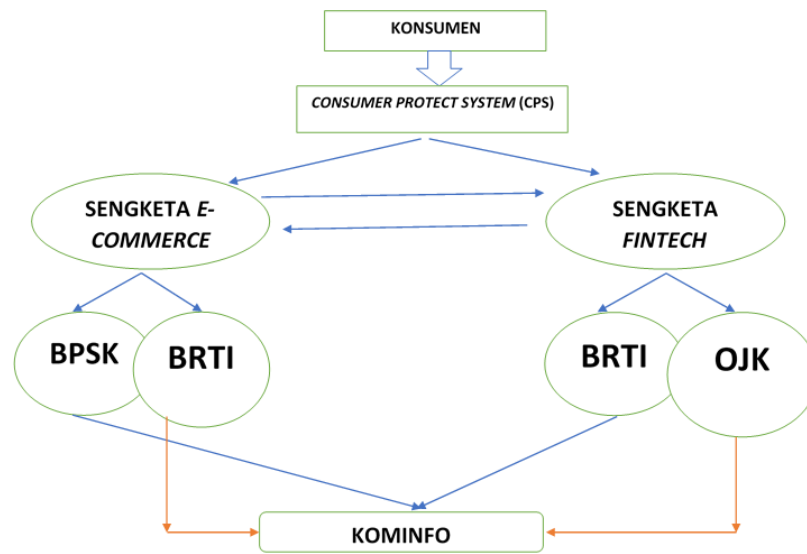 KONSUMEN
CONSUMER PROTECT SYSTEM (CPS)
SENGKETA E-
COMMERCE
SENGKETA
FINTECH
BPSK
BRTI
BRTI
OJK
KOMINFO